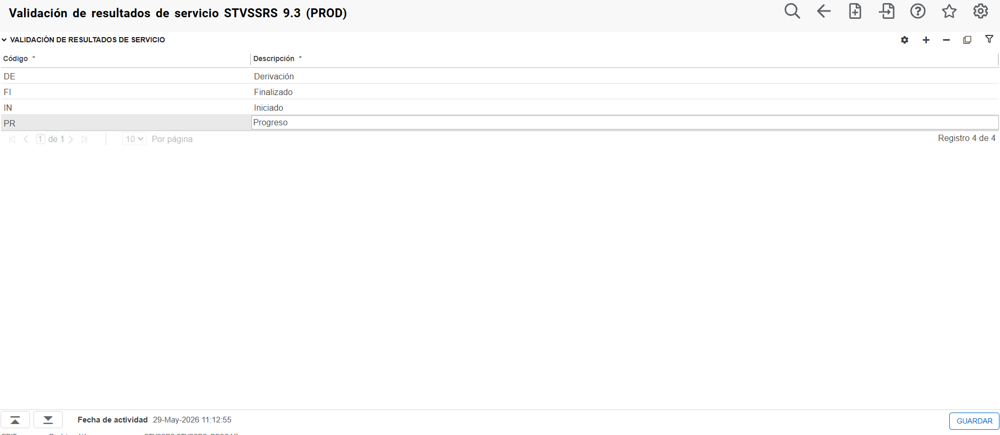 Validación de resultados de servicio STVSSRS 9.3 (PROD)
VALIDACIÓN DE RESULTADOS DE SERVICIO
Código * Descripción *
DE Derivación
FI Finalizado
IN Iniciado
PR Progreso
1 de 1 10 Por página Registro 4 de 4
Fecha de actividad 29-May-2026 11:12:55
GUARDAR